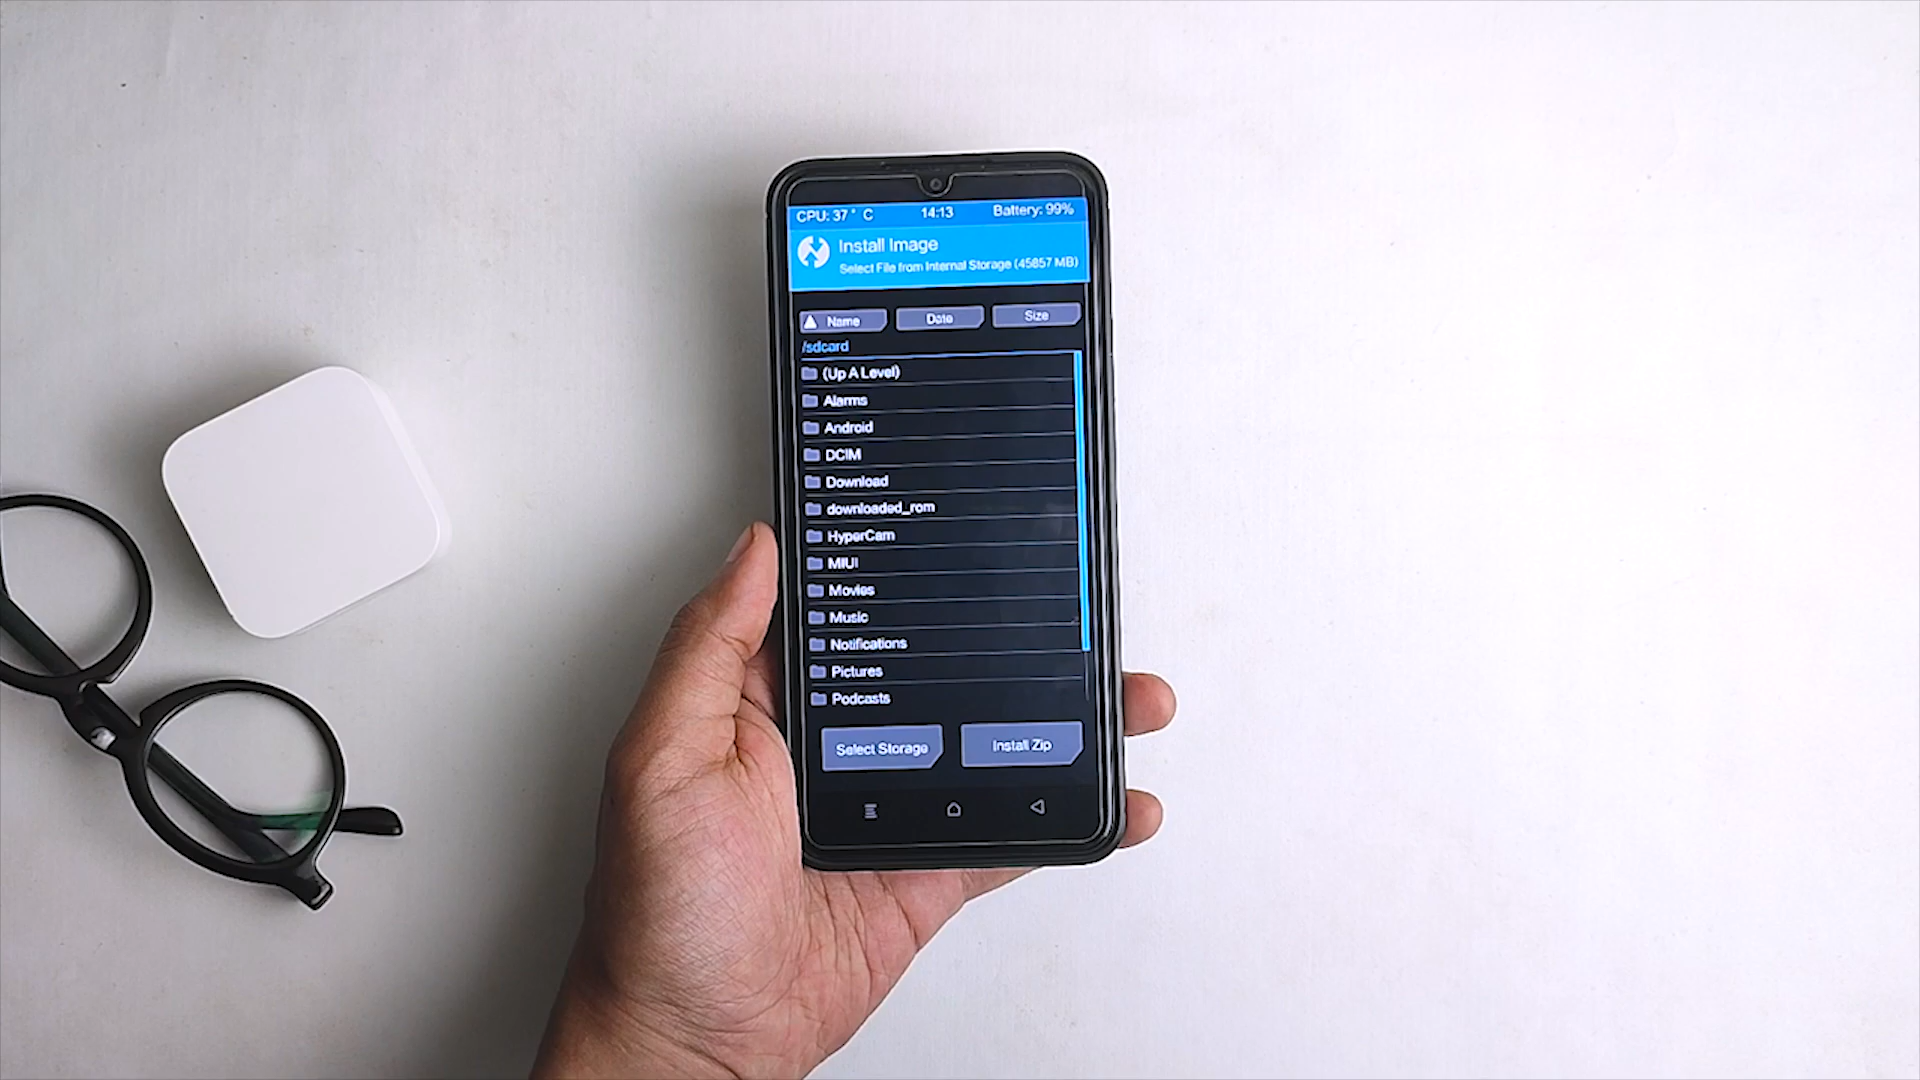 CPU: 37° C 14:13 Battery: 99%
Install Image
Select File from Internal Storage (45857 MB)
Name Date Size
/sdcard
(Up A Level)
Alarms
Android
DCIM
Download
downloaded_rom
HyperCam
MIUI
Movies
Music
Notifications
Pictures
Podcasts
Select Storage Install Zip